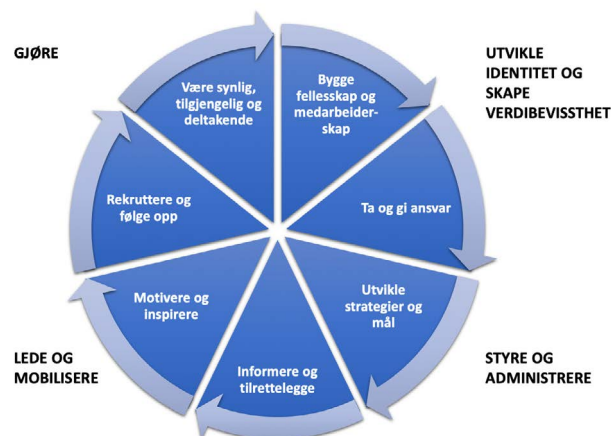 GJØRE
UTVIKLE
IDENTITET OG
SKAPE
VERDIBEVISSTHET
Være synlig,
tilgjengelig og
deltakende
Bygge
fellesskap og
medarbeider-
skap
Rekruttere og
følge opp
Ta og gi ansvar
Motivere og
inspirere
Utvikle
strategier og
mål
Informere og
tilrettelegge
LEDE OG
MOBILISERE
STYRE OG
ADMINISTRERE